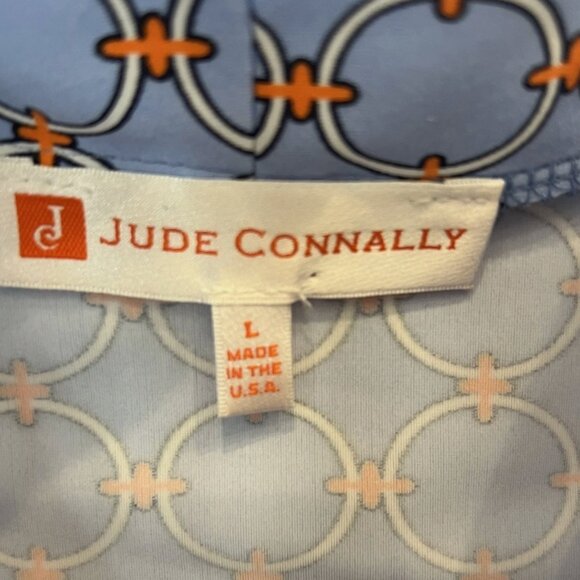 JC
JUDE CONNALLY
L
MADE
IN THE
U.S.A.